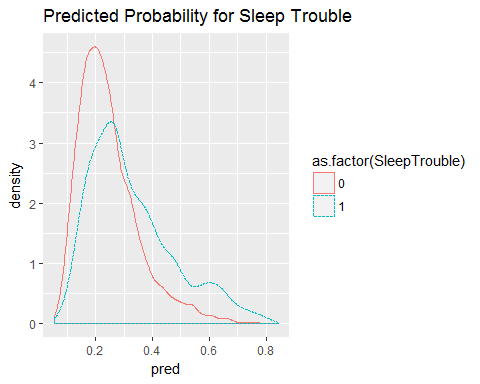 Predicted Probability for Sleep Trouble
density
4
3
2
1
0
0.2 0.4 0.6 0.8
pred
as.factor(SleepTrouble)
0
1